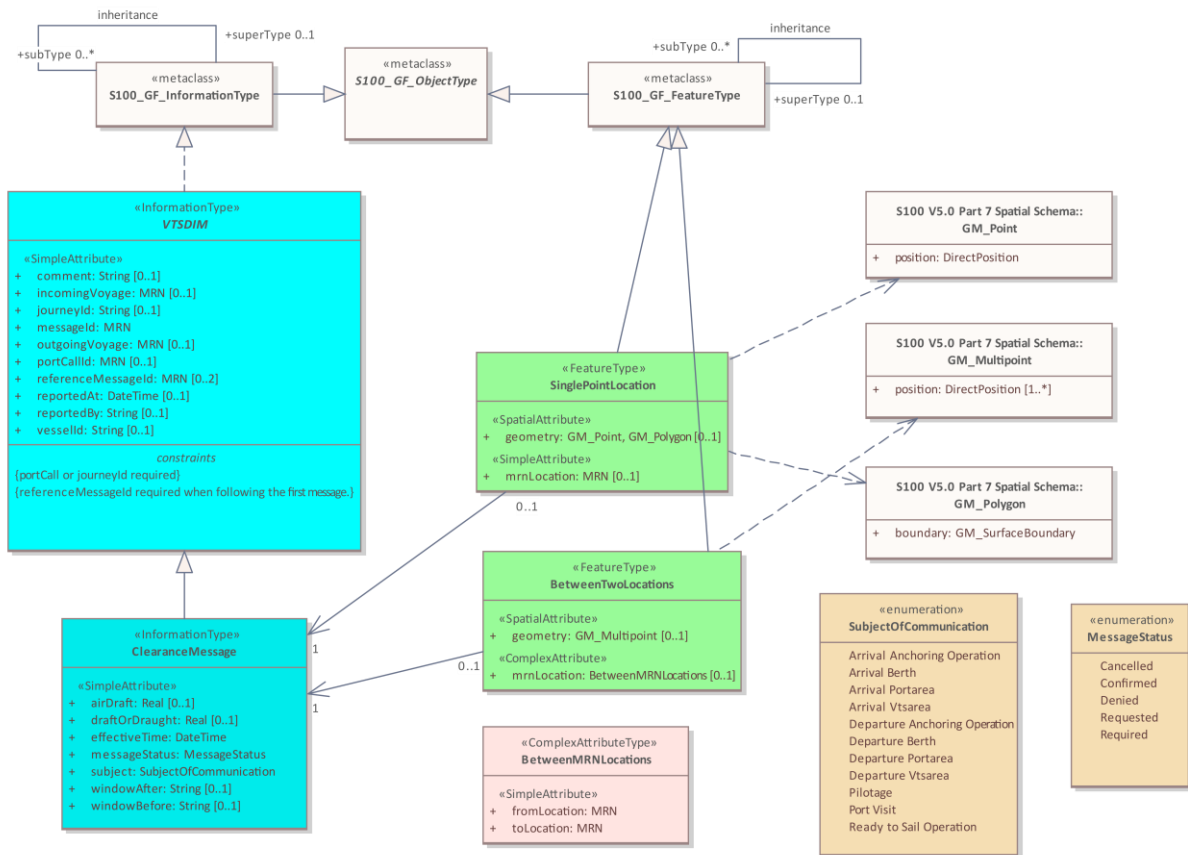 inheritance
+superType 0..1
+subType 0..*
«metaclass»
S100_GF_InformationType
«metaclass»
S100_GF_ObjectType
inheritance
+subType 0..*
+superType 0..1
«metaclass»
S100_GF_FeatureType
«InformationType»
VTSDIM
«SimpleAttribute»
+ comment: String [0..1]
+ incomingVoyage: MRN [0..1]
+ journeyId: String [0..1]
+ messageId: MRN
+ outgoingVoyage: MRN [0..1]
+ portCallId: MRN [0..1]
+ referenceMessageId: MRN [0..2]
+ reportedAt: DateTime [0..1]
+ reportedBy: String [0..1]
+ vesselId: String [0..1]
constraints
{portCall or journeyId required}
{referenceMessageId required when following the first message.}
S100 V5.0 Part 7 Spatial Schema::
GM_Point
+ position: DirectPosition
S100 V5.0 Part 7 Spatial Schema::
GM_Multipoint
+ position: DirectPosition [1..*]
S100 V5.0 Part 7 Spatial Schema::
GM_Polygon
+ boundary: GM_SurfaceBoundary
«FeatureType»
SinglePointLocation
«SpatialAttribute»
+ geometry: GM_Point, GM_Polygon [0..1]
«SimpleAttribute»
+ mrnLocation: MRN [0..1]
0..1
1
«FeatureType»
BetweenTwoLocations
«SpatialAttribute»
+ geometry: GM_Multipoint [0..1]
«ComplexAttribute»
+ mrnLocation: BetweenMRNLocations [0..1]
0..1
1
«InformationType»
ClearanceMessage
«SimpleAttribute»
+ airDraft: Real [0..1]
+ draftOrDraught: Real [0..1]
+ effectiveTime: DateTime
+ messageStatus: MessageStatus
+ subject: SubjectOfCommunication
+ windowAfter: String [0..1]
+ windowBefore: String [0..1]
«ComplexAttributeType»
BetweenMRNLocations
«SimpleAttribute»
+ fromLocation: MRN
+ toLocation: MRN
«enumeration»
SubjectOfCommunication
Arrival Anchoring Operation
Arrival Berth
Arrival Portarea
Arrival Vtsarea
Departure Anchoring Operation
Departure Berth
Departure Portarea
Departure Vtsarea
Pilotage
Port Visit
Ready to Sail Operation
«enumeration»
MessageStatus
Cancelled
Confirmed
Denied
Requested
Required